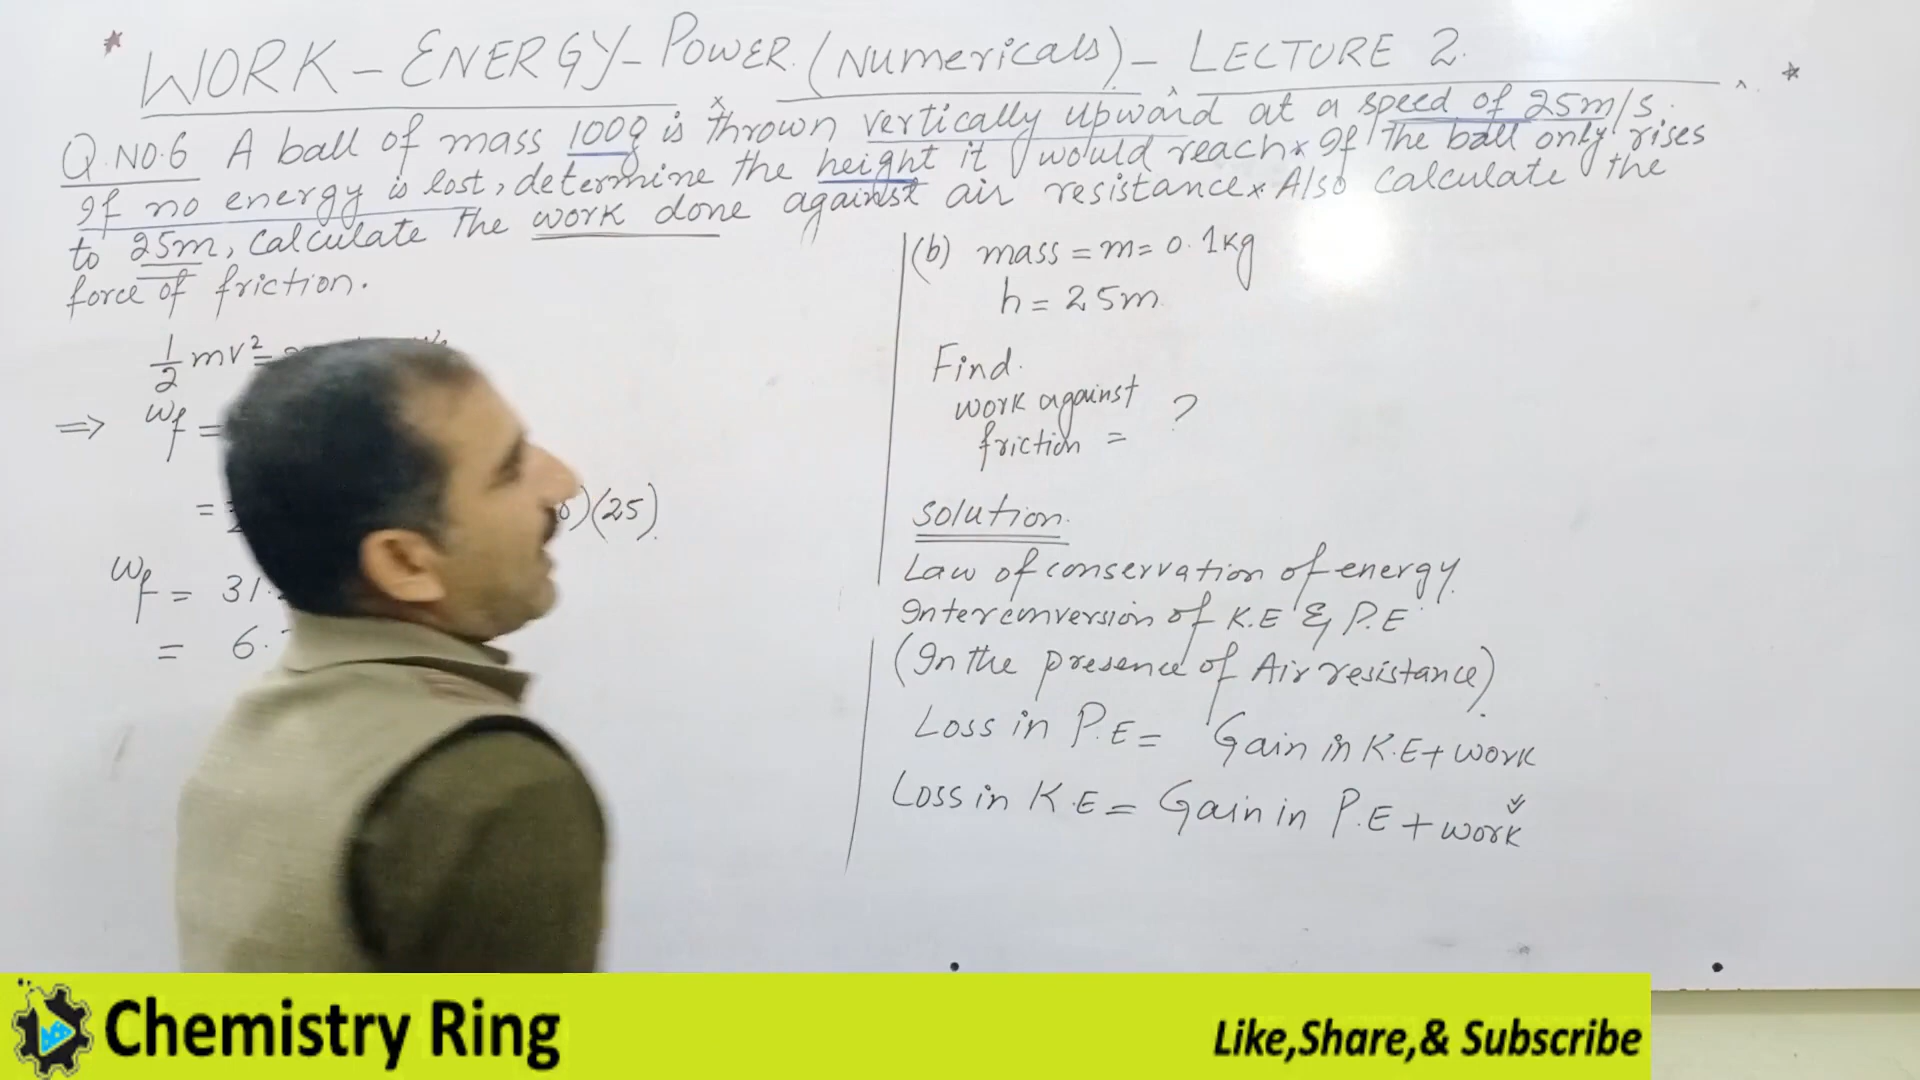 WORK - ENERGY - POWER (Numericals) - LECTURE 2.
Q.NO.6 A ball of mass 100g is thrown vertically upward at a speed of 25m/s.
If no energy is lost, determine the height it would reach. If the ball only rises
to 25m, calculate the work done against air resistance. Also calculate the
force of friction.
1/2 mv² =
⇒ Wf =
= )(25).
Wf = 31.
= 6.
(b) mass = m = 0.1kg
h = 25m
Find.
work against
friction = ?
Solution.
Law of conservation of energy.
Interconversion of K.E & P.E
(In the presence of Air resistance).
Loss in P.E = Gain in K.E + work
Loss in K.E = Gain in P.E + work
Chemistry Ring
Like,Share,& Subscribe